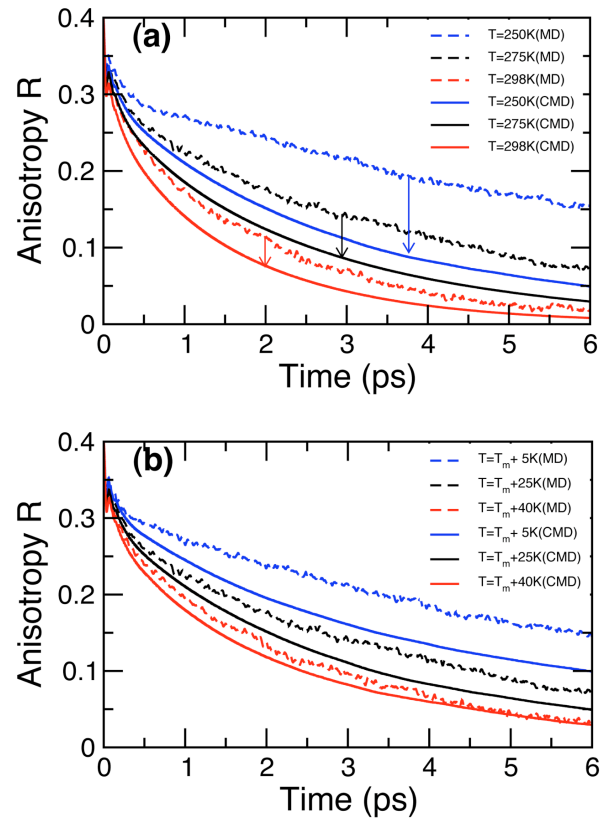 (a)
T=250K(MD)
T=275K(MD)
T=298K(MD)
T=250K(CMD)
T=275K(CMD)
T=298K(CMD)
Anisotropy R
0.4
0.3
0.2
0.1
0
0 1 2 3 4 5 6
Time (ps)
(b)
T=Tm+ 5K(MD)
T=Tm+25K(MD)
T=Tm+40K(MD)
T=Tm+ 5K(CMD)
T=Tm+25K(CMD)
T=Tm+40K(CMD)
Anisotropy R
0.4
0.3
0.2
0.1
0
0 1 2 3 4 5 6
Time (ps)